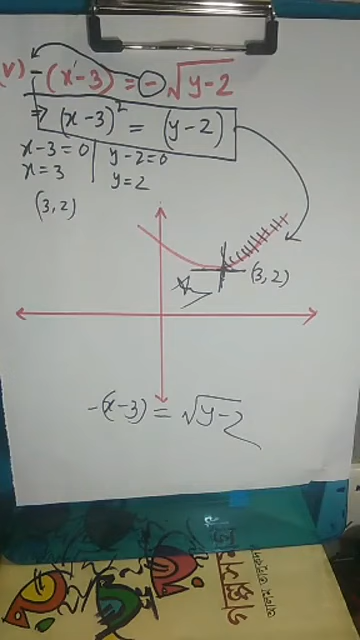 (v) - (x-3) = - √y-2
⇒ (x-3)² = (y-2)
x-3=0 | y-2=0
x=3 | y=2
(3,2)
(3,2)
-(x-3) = √y-2